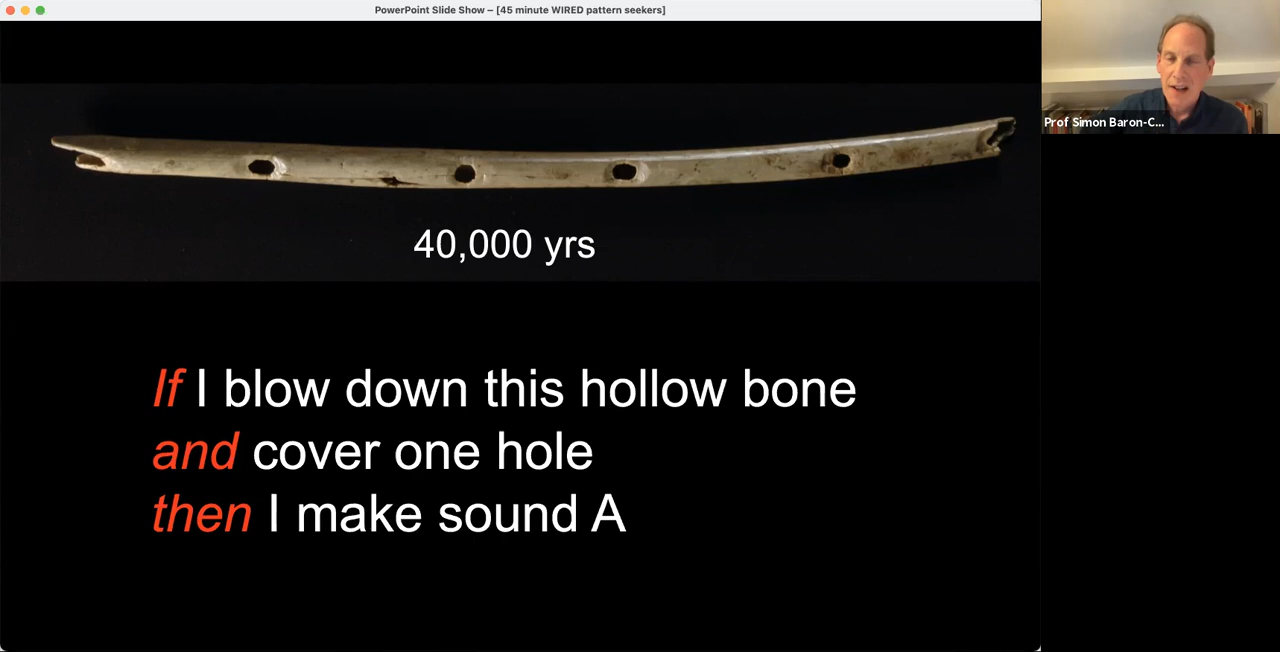 PowerPoint Slide Show – [45 minute WIRED pattern seekers]
Prof Simon Baron-C...
40,000 yrs
If I blow down this hollow bone
and cover one hole
then I make sound A